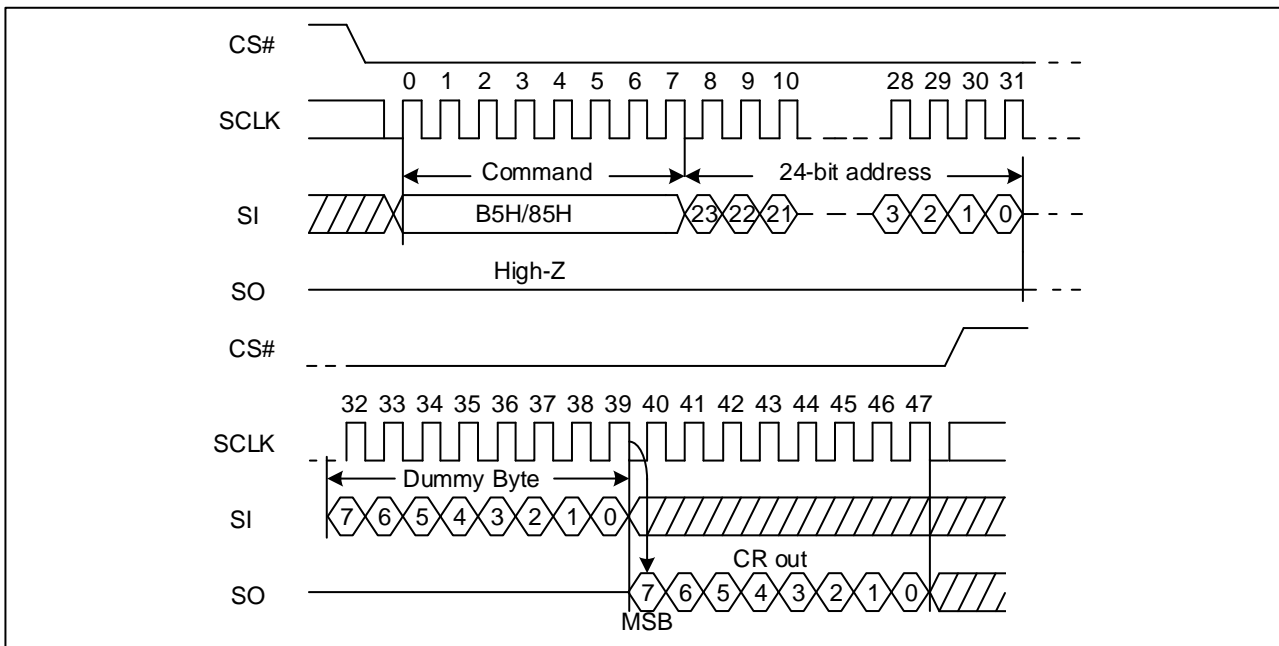 CS#
0 1 2 3 4 5 6 7 8 9 10 28 29 30 31
SCLK
Command 24-bit address
SI B5H/85H 23 22 21 3 2 1 0
High-Z
SO
CS#
32 33 34 35 36 37 38 39 40 41 42 43 44 45 46 47
SCLK
Dummy Byte
SI 7 6 5 4 3 2 1 0
CR out
SO 7 6 5 4 3 2 1 0
MSB